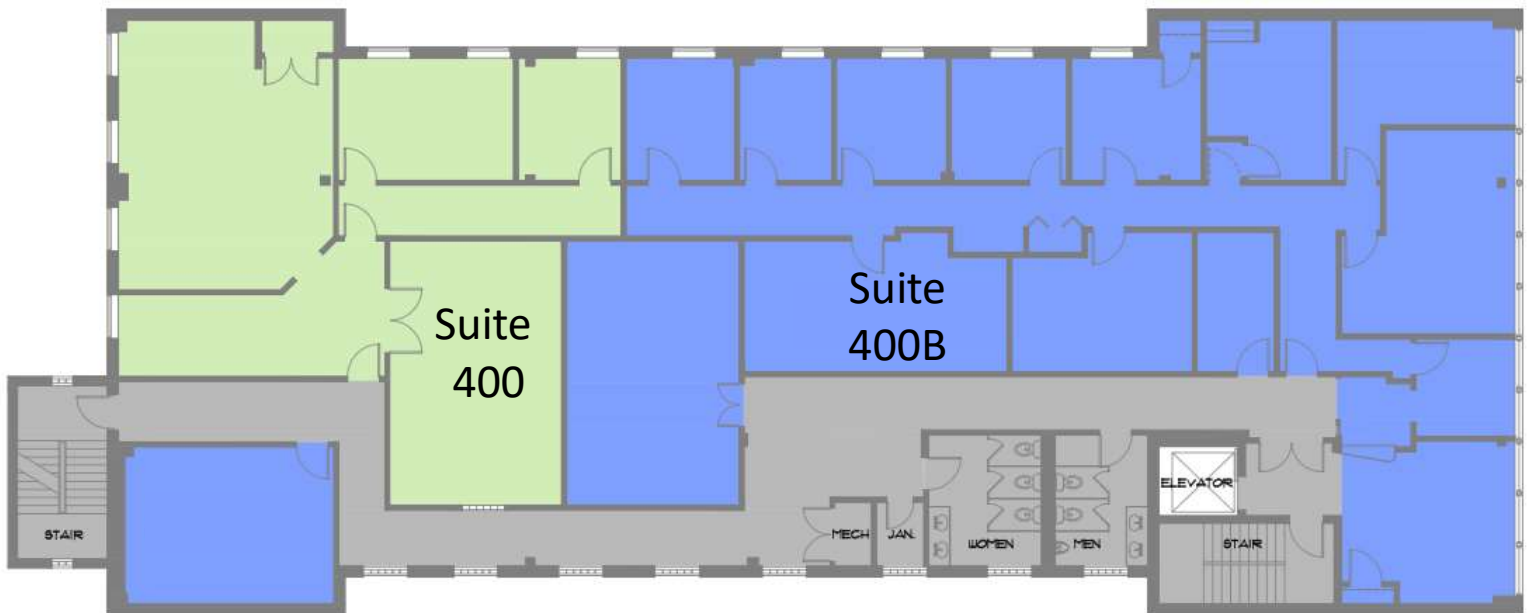 Suite
400
Suite
400B
ELEVATOR
STAIR
MECH
JAN.
WOMEN
MEN
STAIR